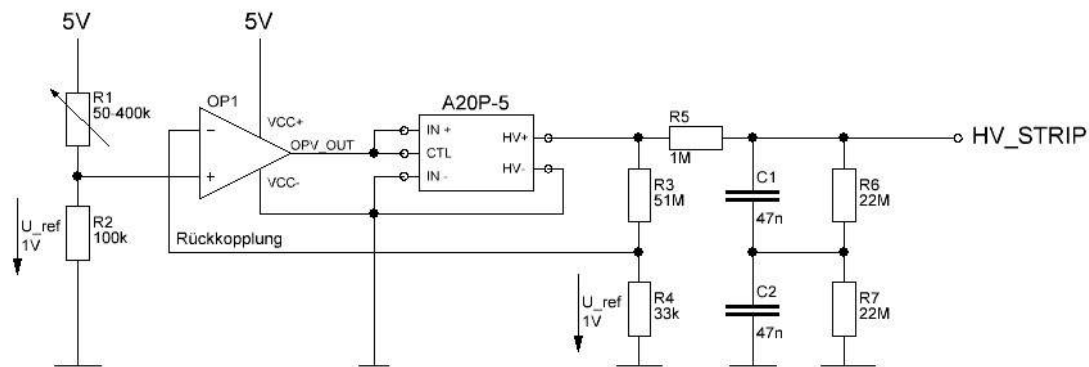 5V
5V
R1
50-400k
OP1
VCC+
−
+
OPV_OUT
VCC-
A20P-5
IN +
CTL
IN -
HV+
HV-
R5
1M
HV_STRIP
R3
51M
C1
47n
R6
22M
U_ref
1V
R2
100k
Rückkopplung
U_ref
1V
R4
33k
C2
47n
R7
22M